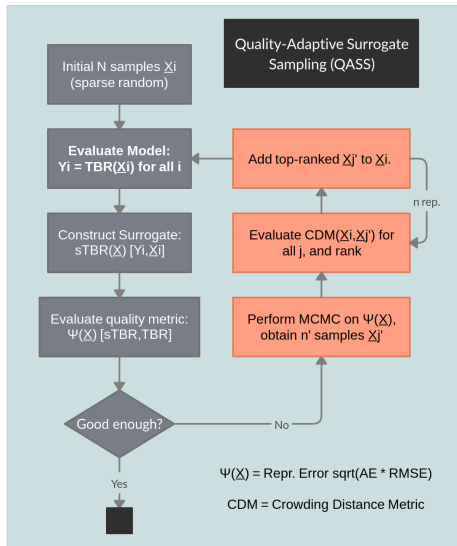 Quality-Adaptive Surrogate
Sampling (QASS)
Initial N samples Xi
(sparse random)
Evaluate Model:
Yi = TBR(Xi) for all i
Construct Surrogate:
sTBR(X) [Yi,Xi]
Evaluate quality metric:
Ψ(X) [sTBR,TBR]
Good enough?
Yes
No
Perform MCMC on Ψ(X),
obtain n' samples Xj'
Evaluate CDM(Xi,Xj') for
all j, and rank
Add top-ranked Xj' to Xi.
n rep.
Ψ(X) = Repr. Error sqrt(AE * RMSE)
CDM = Crowding Distance Metric